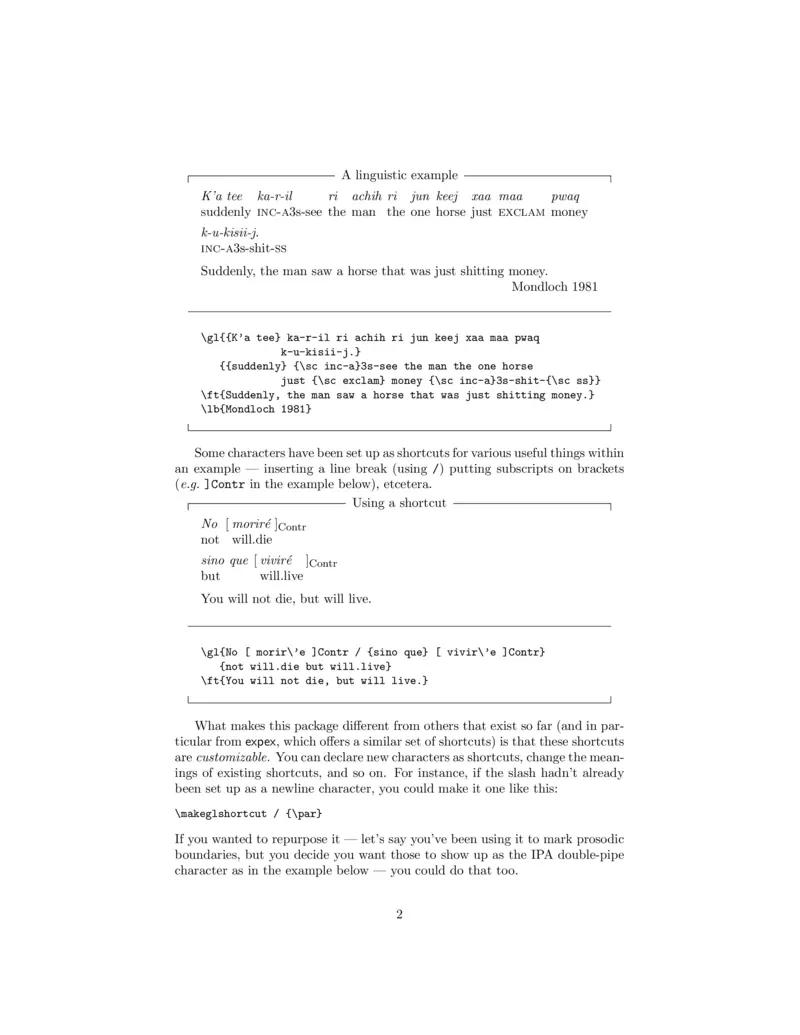 A linguistic example
K'a tee ka-r-il ri achih ri jun keej xaa maa pwaq
suddenly INC-A3s-see the man the one horse just EXCLAM money
k-u-kisii-j.
INC-A3s-shit-SS
Suddenly, the man saw a horse that was just shitting money.
Mondloch 1981
\gl{{K'a tee} ka-r-il ri achih ri jun keej xaa maa pwaq
k-u-kisii-j.}
{{suddenly} {\sc inc-a}3s-see the man the one horse
just {\sc exclam} money {\sc inc-a}3s-shit-{\sc ss}}
\ft{Suddenly, the man saw a horse that was just shitting money.}
\lb{Mondloch 1981}
Some characters have been set up as shortcuts for various useful things within
an example — inserting a line break (using /) putting subscripts on brackets
(e.g. ]Contr in the example below), etcetera.
Using a shortcut
No [ moriré ]Contr
not will.die
sino que [ viviré ]Contr
but will.live
You will not die, but will live.
\gl{No [ morir\'e ]Contr / {sino que} [ vivir\'e ]Contr}
{not will.die but will.live}
\ft{You will not die, but will live.}
What makes this package different from others that exist so far (and in par-
ticular from expex, which offers a similar set of shortcuts) is that these shortcuts
are customizable. You can declare new characters as shortcuts, change the mean-
ings of existing shortcuts, and so on. For instance, if the slash hadn't already
been set up as a newline character, you could make it one like this:
\makeglshortcut / {\par}
If you wanted to repurpose it — let's say you've been using it to mark prosodic
boundaries, but you decide you want those to show up as the IPA double-pipe
character as in the example below — you could do that too.
2